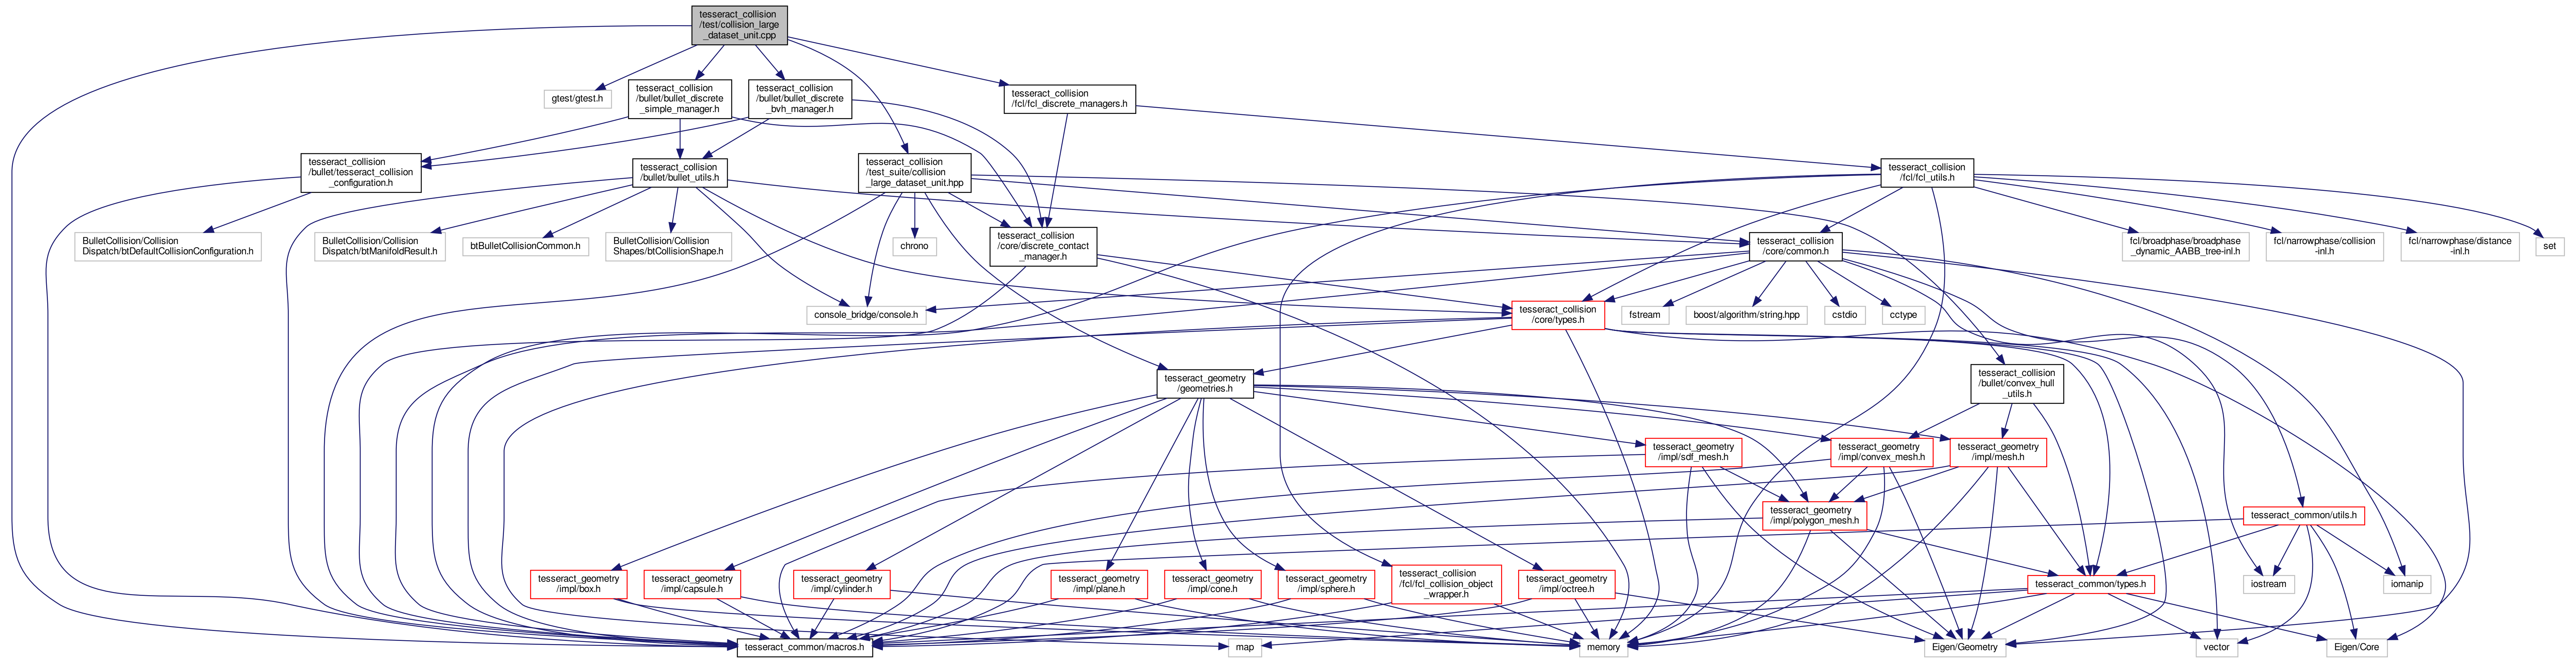 tesseract_collision
/test/collision_large
_dataset_unit.cpp
gtest/gtest.h
tesseract_collision
/bullet/bullet_discrete
_simple_manager.h
tesseract_collision
/bullet/bullet_discrete
_bvh_manager.h
tesseract_collision
/fcl/fcl_discrete_managers.h
tesseract_collision
/bullet/tesseract_collision
_configuration.h
tesseract_collision
/bullet/bullet_utils.h
tesseract_collision
/test_suite/collision
_large_dataset_unit.hpp
tesseract_collision
/fcl/fcl_utils.h
BulletCollision/Collision
Dispatch/btDefaultCollisionConfiguration.h
BulletCollision/Collision
Dispatch/btManifoldResult.h
btBulletCollisionCommon.h
BulletCollision/Collision
Shapes/btCollisionShape.h
chrono
tesseract_collision
/core/discrete_contact
_manager.h
tesseract_collision
/core/common.h
fcl/broadphase/broadphase
_dynamic_AABB_tree-inl.h
fcl/narrowphase/collision
-inl.h
fcl/narrowphase/distance
-inl.h
set
console_bridge/console.h
tesseract_collision
/core/types.h
fstream
boost/algorithm/string.hpp
cstdio
cctype
tesseract_geometry
/geometries.h
tesseract_collision
/bullet/convex_hull
_utils.h
tesseract_geometry
/impl/sdf_mesh.h
tesseract_geometry
/impl/convex_mesh.h
tesseract_geometry
/impl/mesh.h
tesseract_geometry
/impl/polygon_mesh.h
tesseract_common/utils.h
tesseract_geometry
/impl/box.h
tesseract_geometry
/impl/capsule.h
tesseract_geometry
/impl/cylinder.h
tesseract_geometry
/impl/plane.h
tesseract_geometry
/impl/cone.h
tesseract_geometry
/impl/sphere.h
tesseract_collision
/fcl/fcl_collision_object
_wrapper.h
tesseract_geometry
/impl/octree.h
tesseract_common/types.h
iostream
iomanip
tesseract_common/macros.h
map
memory
Eigen/Geometry
vector
Eigen/Core